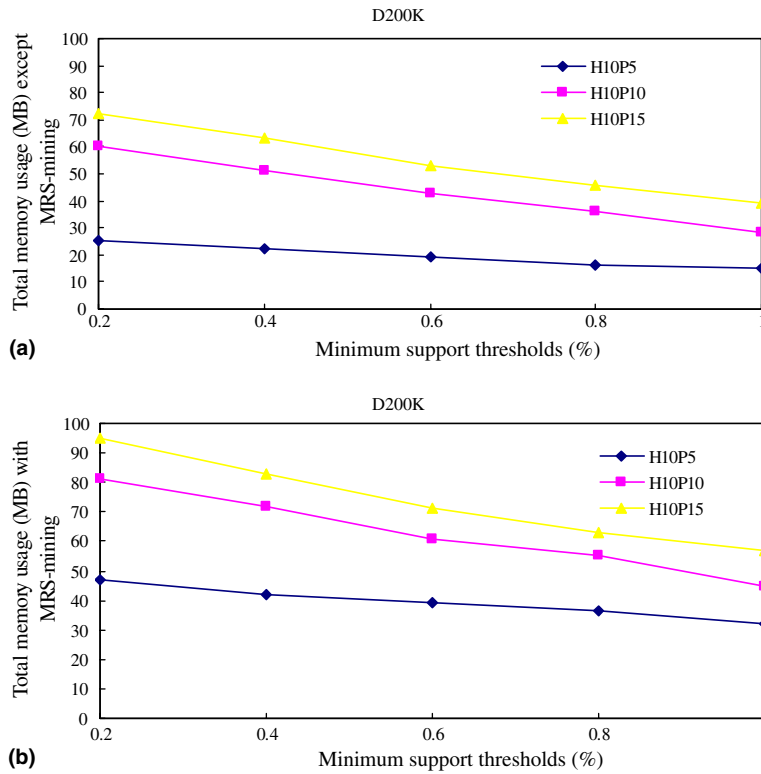 D200K
Total memory usage (MB) except
MRS-mining
100
90
80
70
60
50
40
30
20
10
0
H10P5
H10P10
H10P15
0.2
0.4
0.6
0.8
(a)
Minimum support thresholds (%)
D200K
Total memory usage (MB) with
MRS-mining
100
90
80
70
60
50
40
30
20
10
0
H10P5
H10P10
H10P15
0.2
0.4
0.6
0.8
(b)
Minimum support thresholds (%)